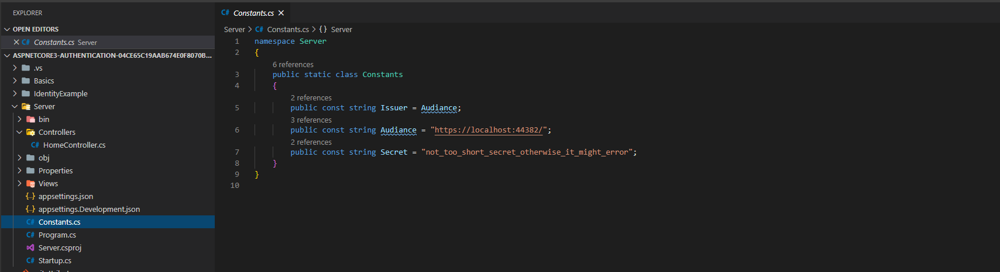 EXPLORER
OPEN EDITORS
Constants.cs Server
ASPNETCORE3-AUTHENTICATION-04CE65C19AAB674E0F8070B...
.vs
Basics
IdentityExample
Server
bin
Controllers
C# HomeController.cs
obj
Properties
Views
{..} appsettings.json
{..} appsettings.Development.json
C# Constants.cs
C# Program.cs
Server.csproj
C# Startup.cs
C# Constants.cs
Server > C# Constants.cs > {} Server
1 namespace Server
2 {
6 references
3 public static class Constants
4 {
2 references
5 public const string Issuer = Audiance;
3 references
6 public const string Audiance = "https://localhost:44382/";
2 references
7 public const string Secret = "not_too_short_secret_otherwise_it_might_error";
8 }
9 }
10